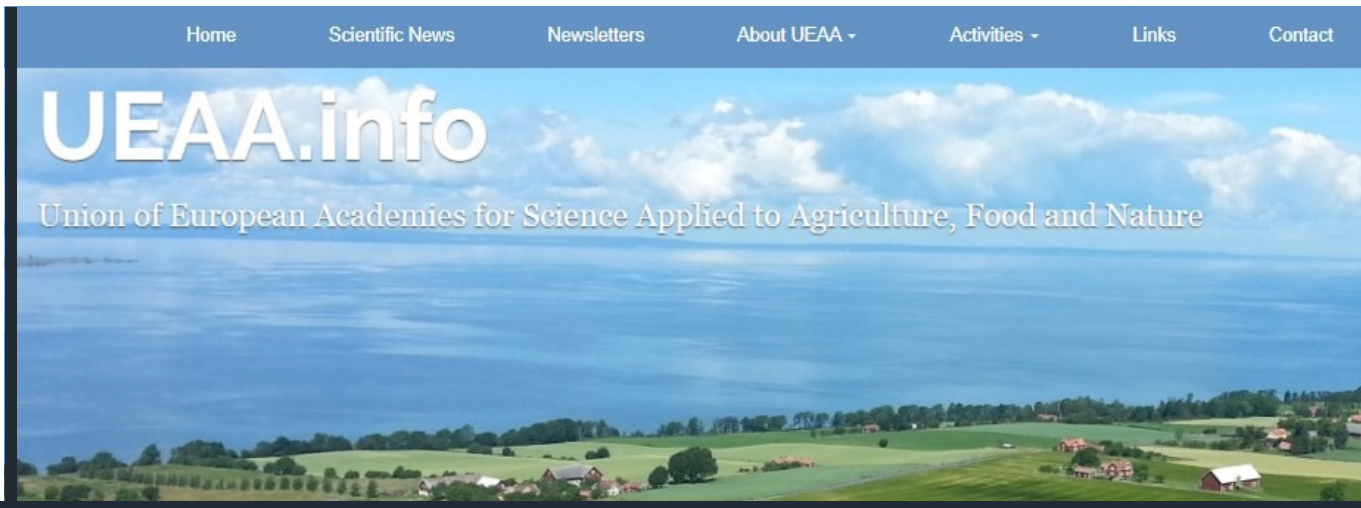 Home Scientific News Newsletters About UEAA Activities Links Contact
UEAA.info
Union of European Academies for Science Applied to Agriculture, Food and Nature